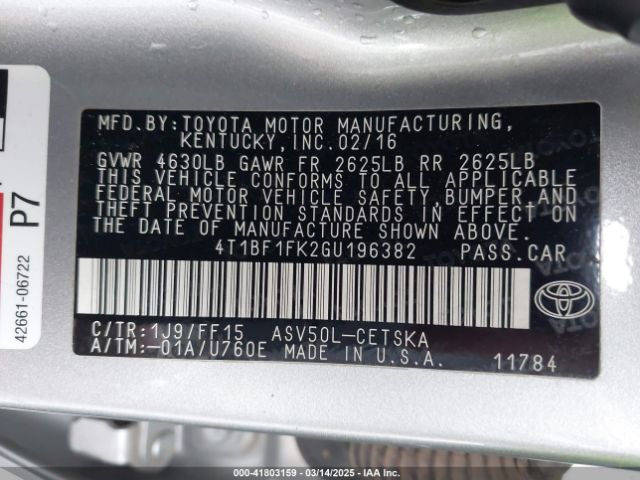 MFD.BY:TOYOTA MOTOR MANUFACTURING,
KENTUCKY,INC.02/16
GVWR 4630LB GAWR FR 2625LB RR 2625LB
THIS VEHICLE CONFORMS TO ALL APPLICABLE
FEDERAL MOTOR VEHICLE SAFETY,BUMPER,AND
THEFT PREVENTION STANDARDS IN EFFECT ON
THE DATE OF MANUFACTURE SHOWN ABOVE.
4T1BF1FK2GU196382 PASS.CAR
C/TR:1J9/FF15 ASV50L-CETSKA
A/TM:-01A/U760E MADE IN U.S.A.
11784
P7
42661-06722
000-41803159 - 03/14/2025 - IAA Inc.